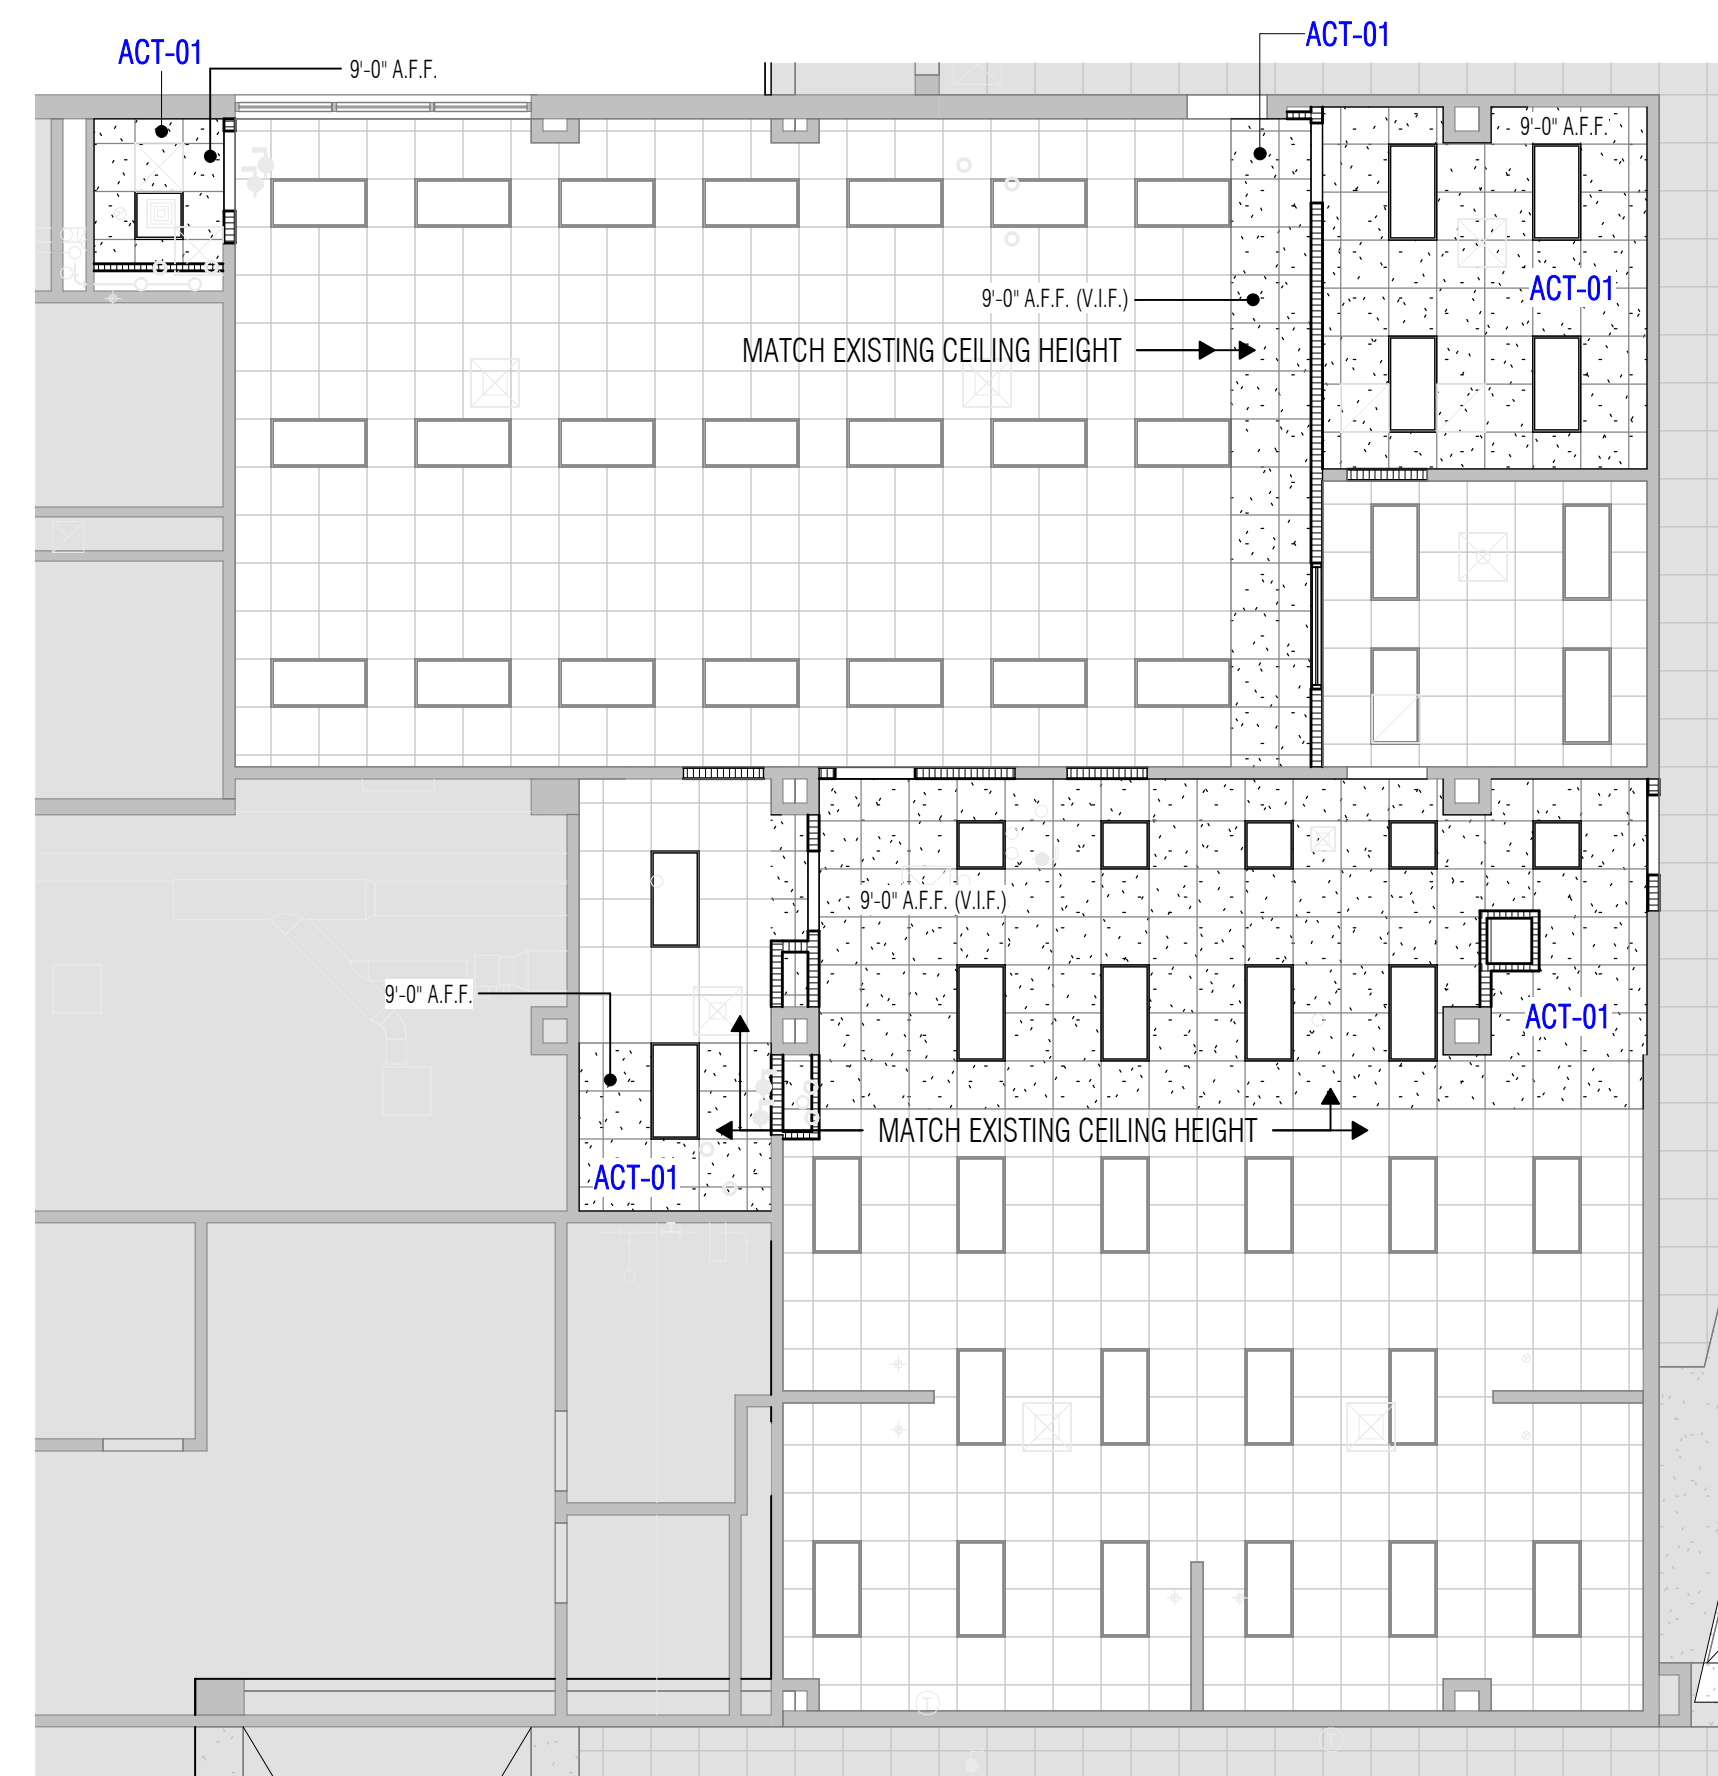 ACT-01
ACT-01
9'-0" A.F.F.
9'-0" A.F.F.
ACT-01
9'-0" A.F.F. (V.I.F.)
MATCH EXISTING CEILING HEIGHT
9'-0" A.F.F. (V.I.F.)
9'-0" A.F.F.
ACT-01
MATCH EXISTING CEILING HEIGHT
ACT-01
T